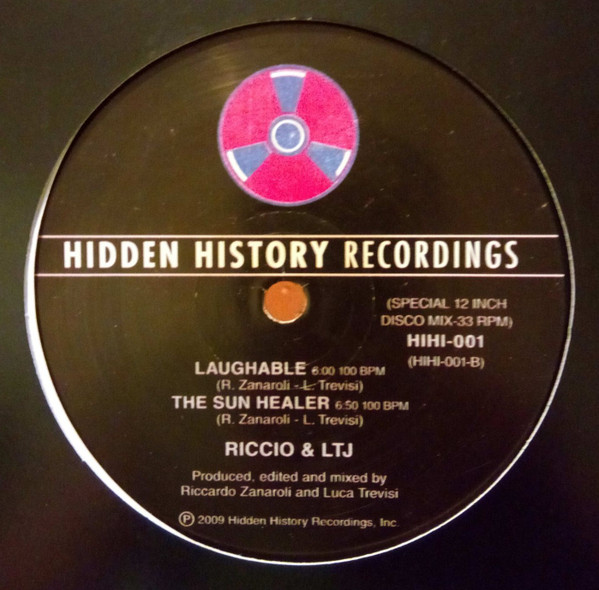 HIDDEN HISTORY RECORDINGS
(SPECIAL 12 INCH
DISCO MIX-33 RPM)
HIHI-001
(HIHI-001-B)
LAUGHABLE 6:00 100 BPM
(R. Zanaroli - L. Trevisi)
THE SUN HEALER 6:50 100 BPM
(R. Zanaroli - L. Trevisi)
RICCIO & LTJ
Produced, edited and mixed by
Riccardo Zanaroli and Luca Trevisi
℗ 2009 Hidden History Recordings, Inc.